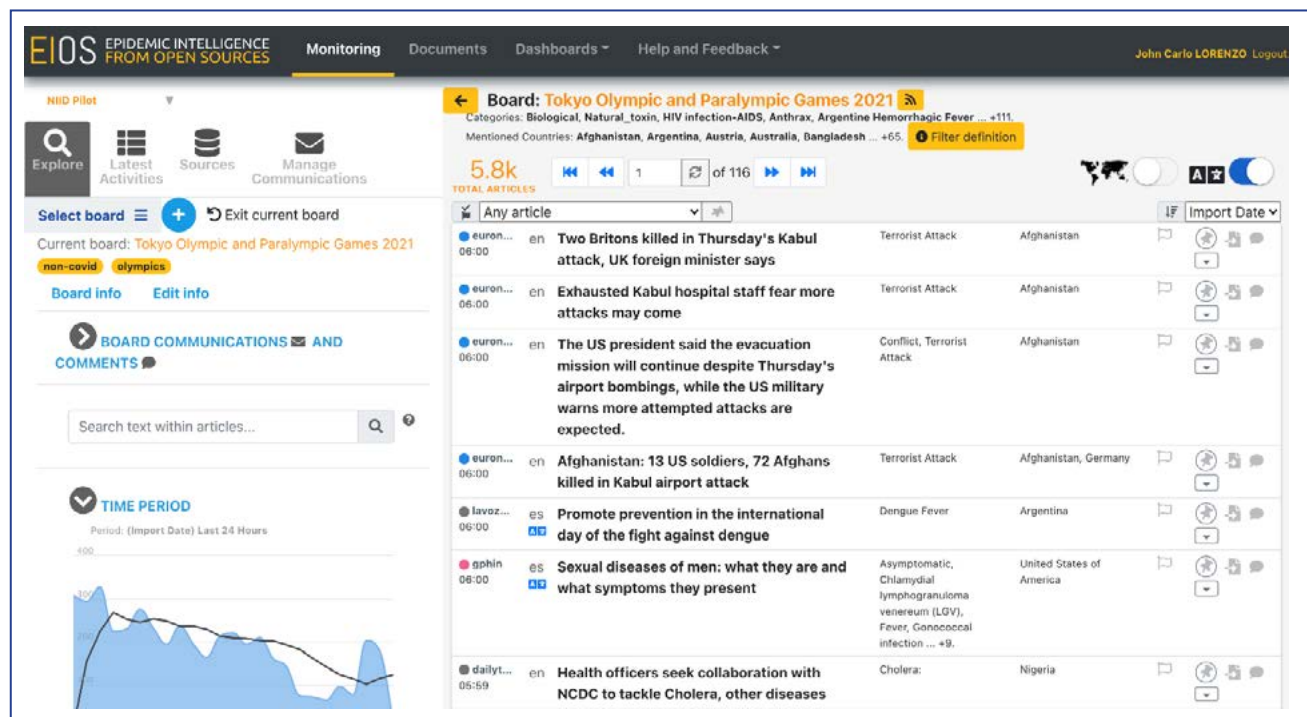 EIOS EPIDEMIC INTELLIGENCE FROM OPEN SOURCES
Monitoring Documents Dashboards Help and Feedback
John Carlo LORENZO Logout
NIID Pilot
Explore
Latest Activities
Sources
Manage Communications
Select board
Exit current board
Current board: Tokyo Olympic and Paralympic Games 2021
non-covid olympics
Board info Edit info
BOARD COMMUNICATIONS AND
COMMENTS
Search text within articles...
TIME PERIOD
Period: (Import Date) Last 24 Hours
400
300
200
Board: Tokyo Olympic and Paralympic Games 2021
Categories: Biological, Natural_toxin, HIV infection-AIDS, Anthrax, Argentine Hemorrhagic Fever ... +111.
Mentioned Countries: Afghanistan, Argentina, Austria, Australia, Bangladesh ... +65. Filter definition
5.8k
TOTAL ARTICLES
1 of 116
Any article
Import Date
euron... en Two Britons killed in Thursday's Kabul Terrorist Attack Afghanistan
06:00 attack, UK foreign minister says
euron... en Exhausted Kabul hospital staff fear more Terrorist Attack Afghanistan
06:00 attacks may come
euron... en The US president said the evacuation Conflict, Terrorist Afghanistan
06:00 mission will continue despite Thursday's Attack
airport bombings, while the US military
warns more attempted attacks are
expected.
euron... en Afghanistan: 13 US soldiers, 72 Afghans Terrorist Attack Afghanistan, Germany
06:00 killed in Kabul airport attack
lavoz... es Promote prevention in the international Dengue Fever Argentina
06:00 day of the fight against dengue
gphin es Sexual diseases of men: what they are and Asymptomatic, United States of
06:00 what symptoms they present Chlamydial America
lymphogranuloma
venereum (LGV),
Fever, Gonococcal
infection ... +9.
dailyt... en Health officers seek collaboration with Cholera: Nigeria
05:59 NCDC to tackle Cholera, other diseases